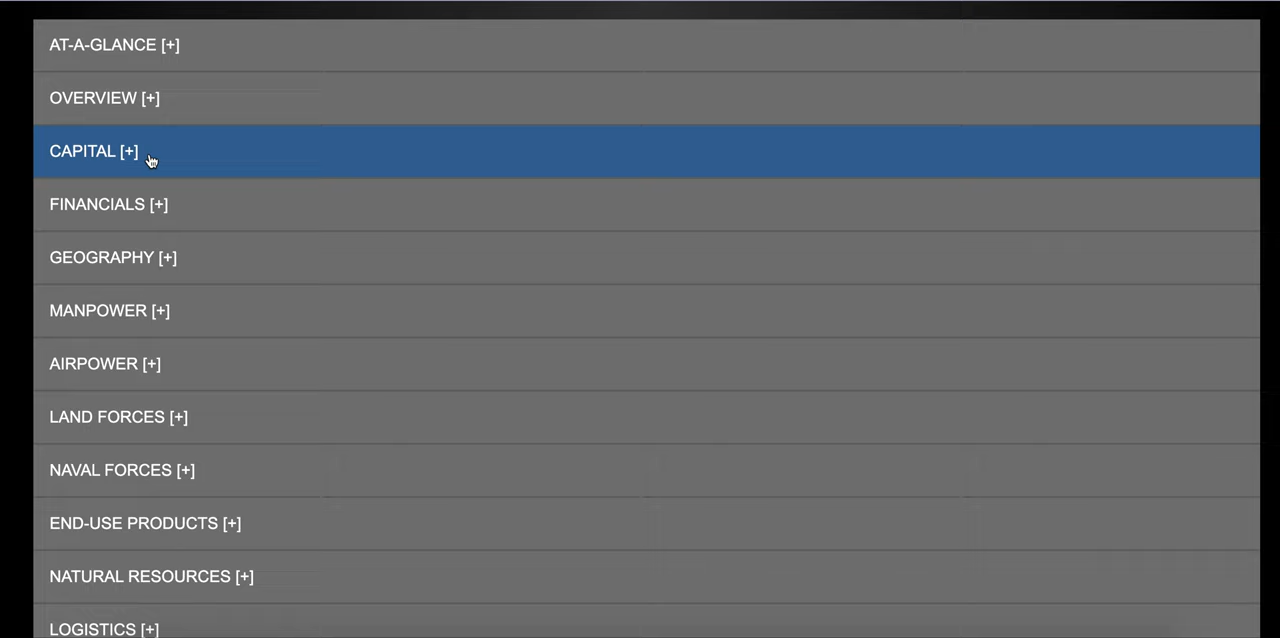 AT-A-GLANCE [+]
OVERVIEW [+]
CAPITAL [+]
FINANCIALS [+]
GEOGRAPHY [+]
MANPOWER [+]
AIRPOWER [+]
LAND FORCES [+]
NAVAL FORCES [+]
END-USE PRODUCTS [+]
NATURAL RESOURCES [+]
LOGISTICS [+]